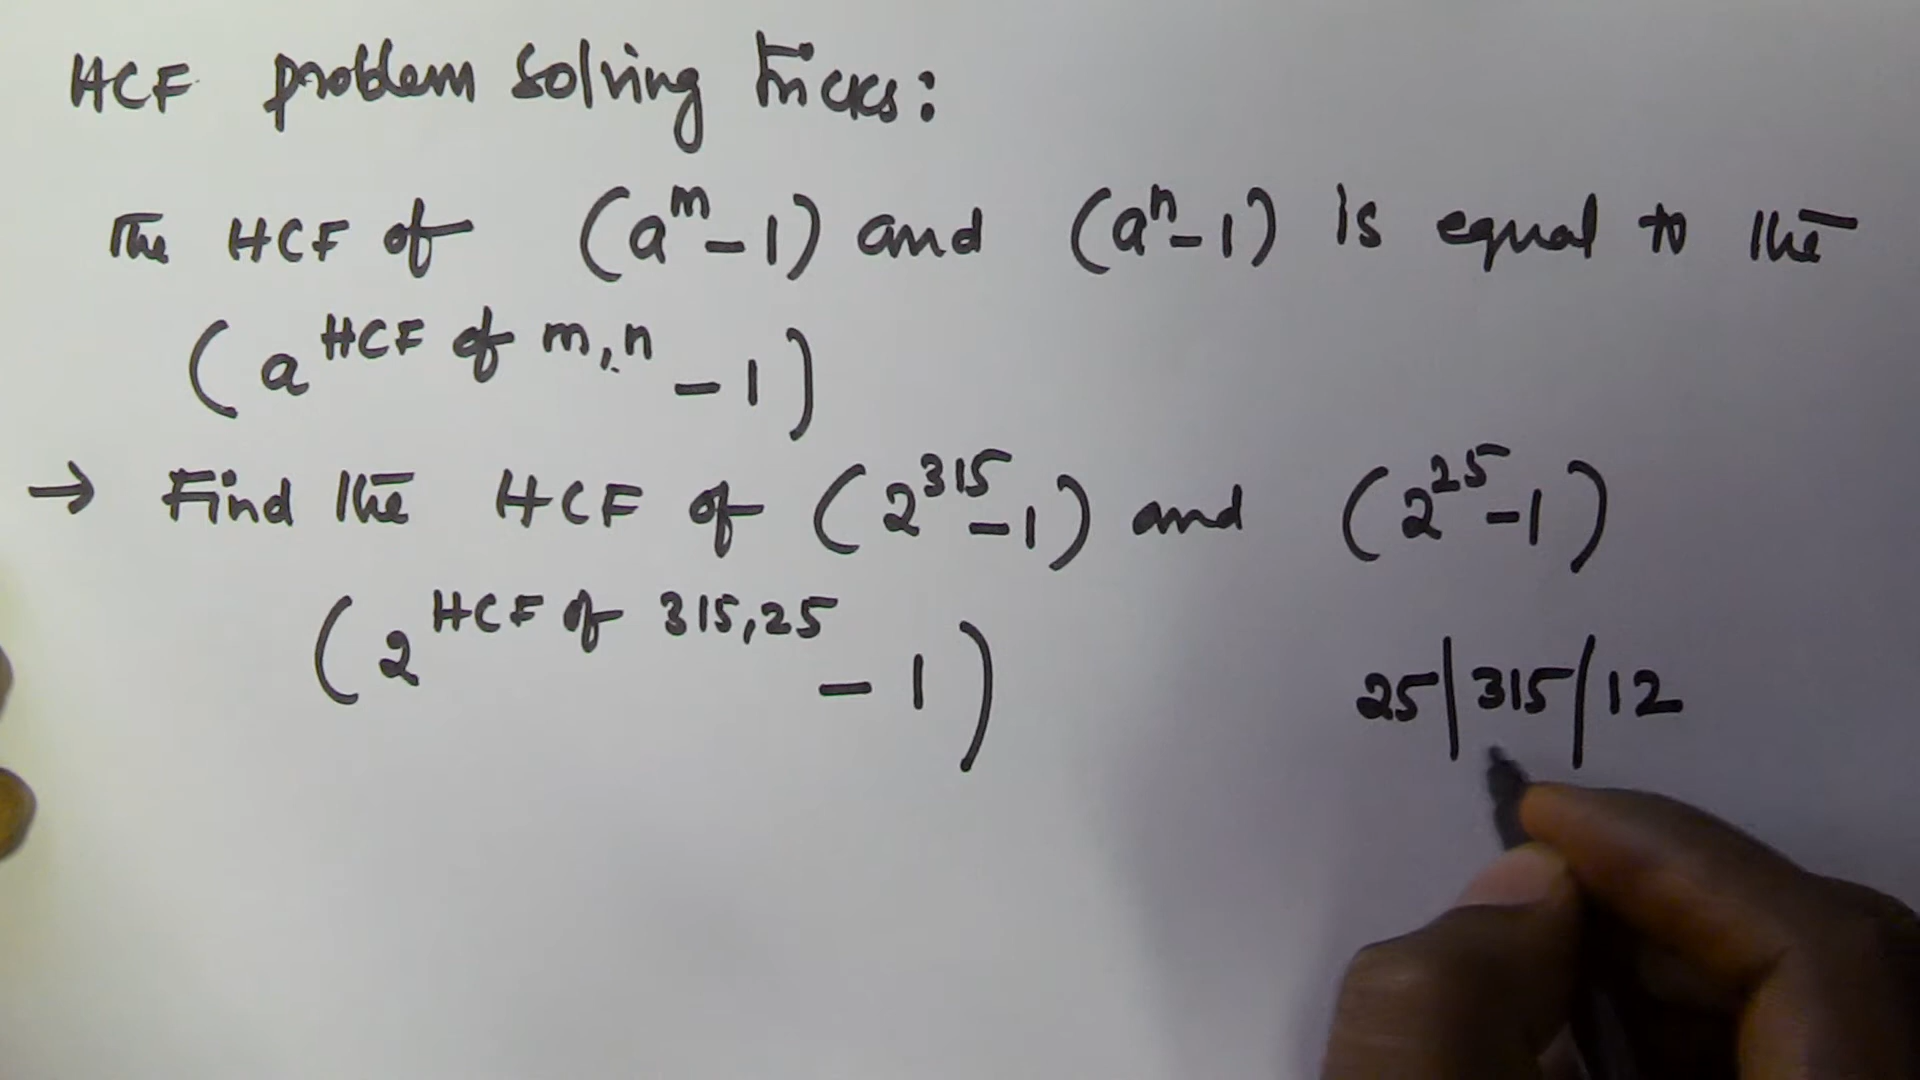 HCF problem solving tricks:
The HCF of (a^m - 1) and (a^n - 1) is equal to the
(a^HCF of m,n - 1)
→ Find the HCF of (2^315 - 1) and (2^25 - 1)
(2^HCF of 315,25 - 1)
25|315|12